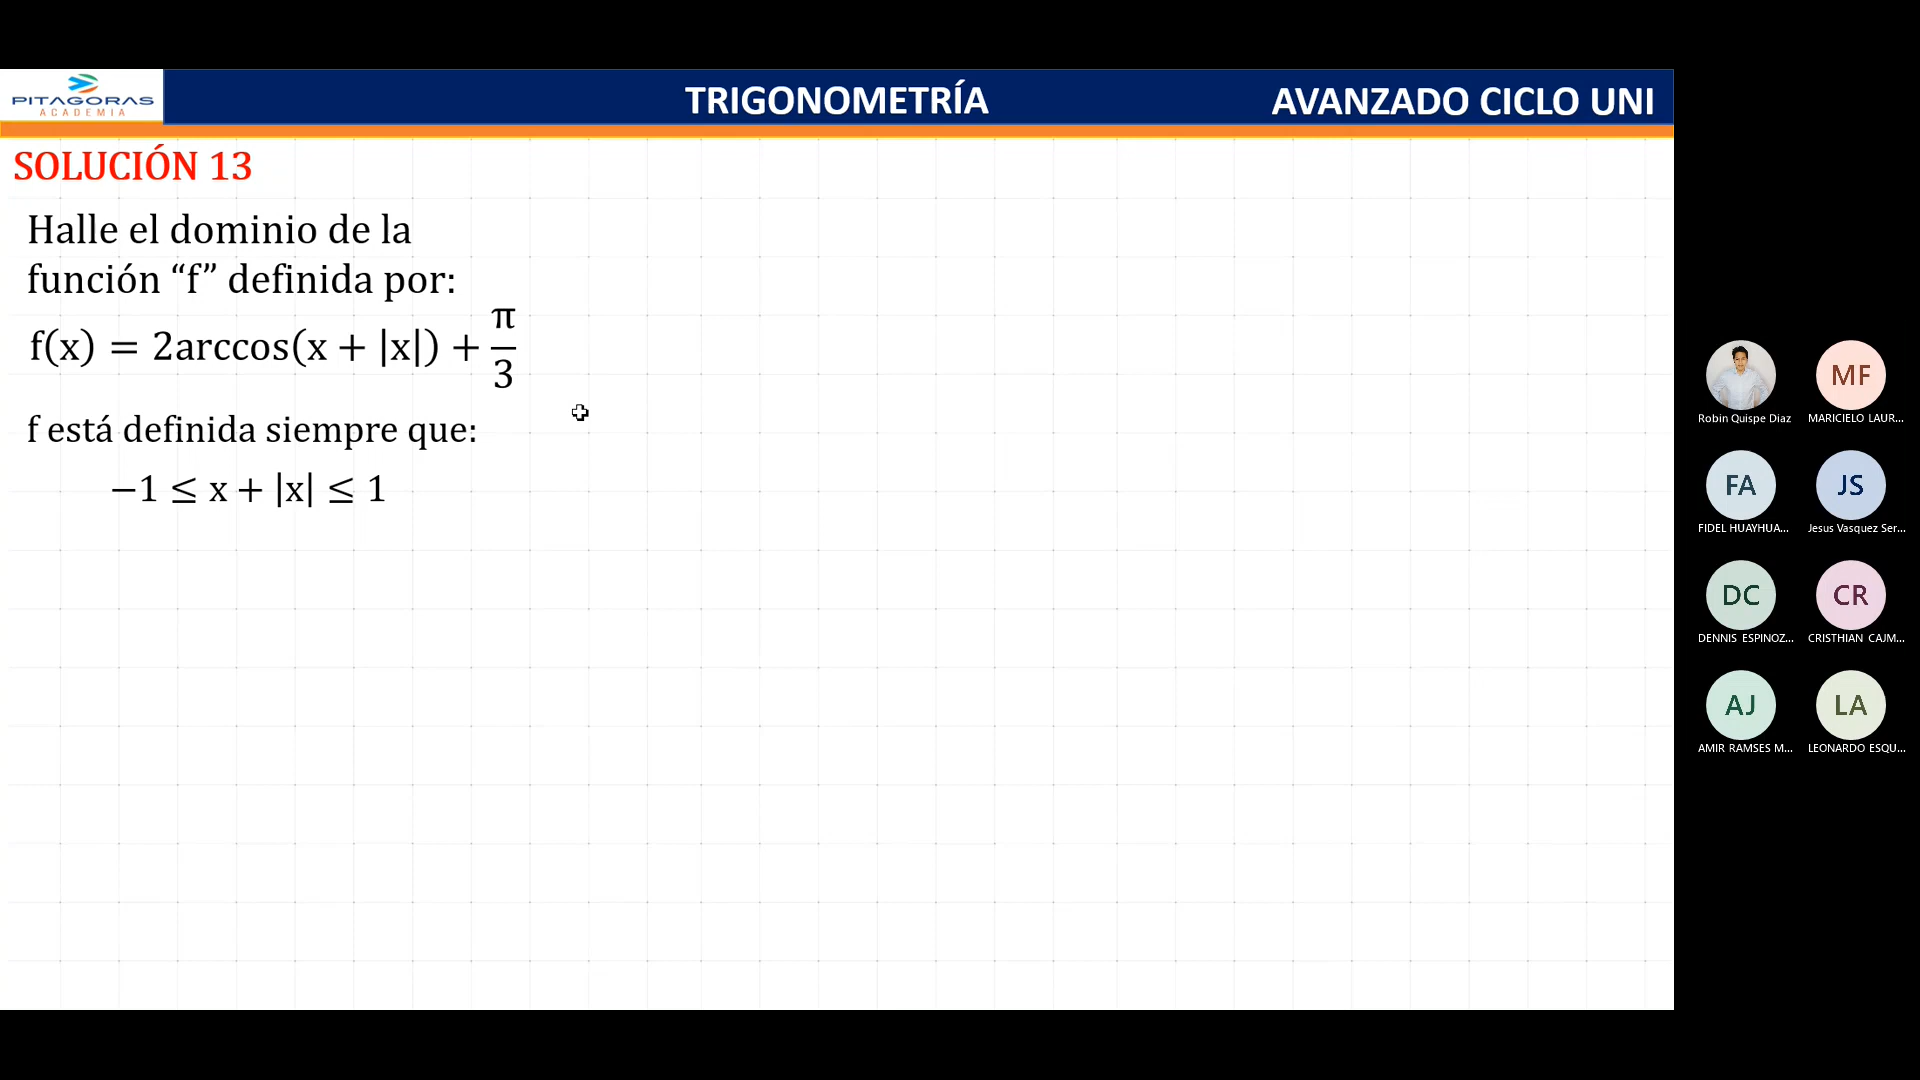 PITAGORAS
ACADEMIA
TRIGONOMETRÍA
AVANZADO CICLO UNI
SOLUCIÓN 13
Halle el dominio de la
función “f” definida por:
f(x) = 2arccos(x + |x|) + π/3
f está definida siempre que:
−1 ≤ x + |x| ≤ 1
Robin Quispe Diaz
MF
MARICIELO LAUR...
FA
FIDEL HUAYHUA...
JS
Jesus Vasquez Ser...
DC
DENNIS ESPINOZ...
CR
CRISTHIAN CAJM...
AJ
AMIR RAMSES M...
LA
LEONARDO ESQU...